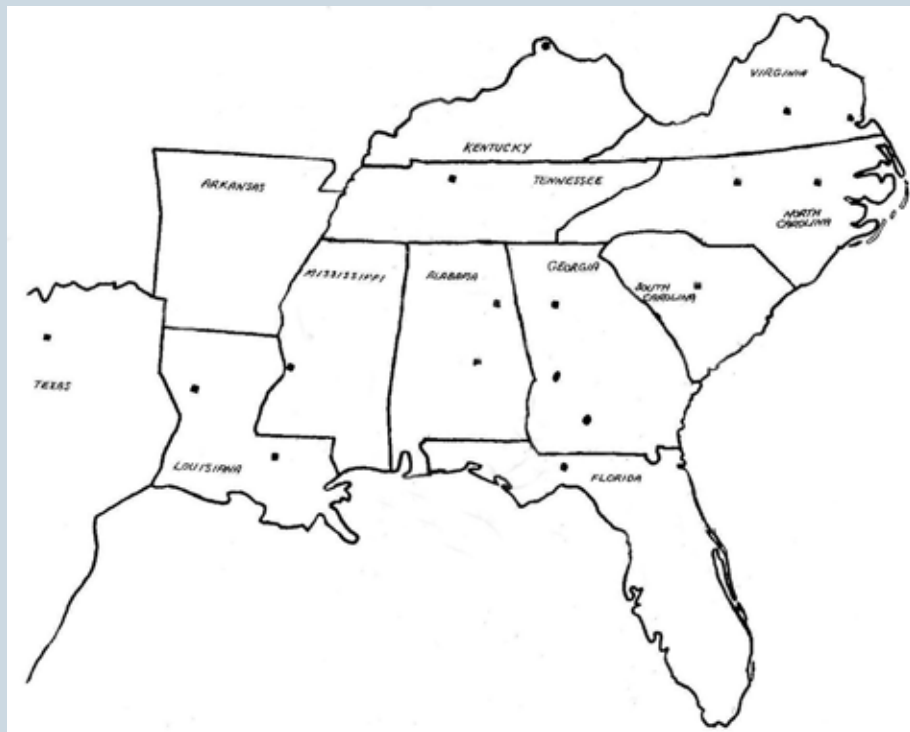 VIRGINIA
KENTUCKY
ARKANSAS
TENNESSEE
NORTH
CAROLINA
MISSISSIPPI
ALABAMA
GEORGIA
SOUTH
CAROLINA
TEXAS
LOUISIANA
FLORIDA